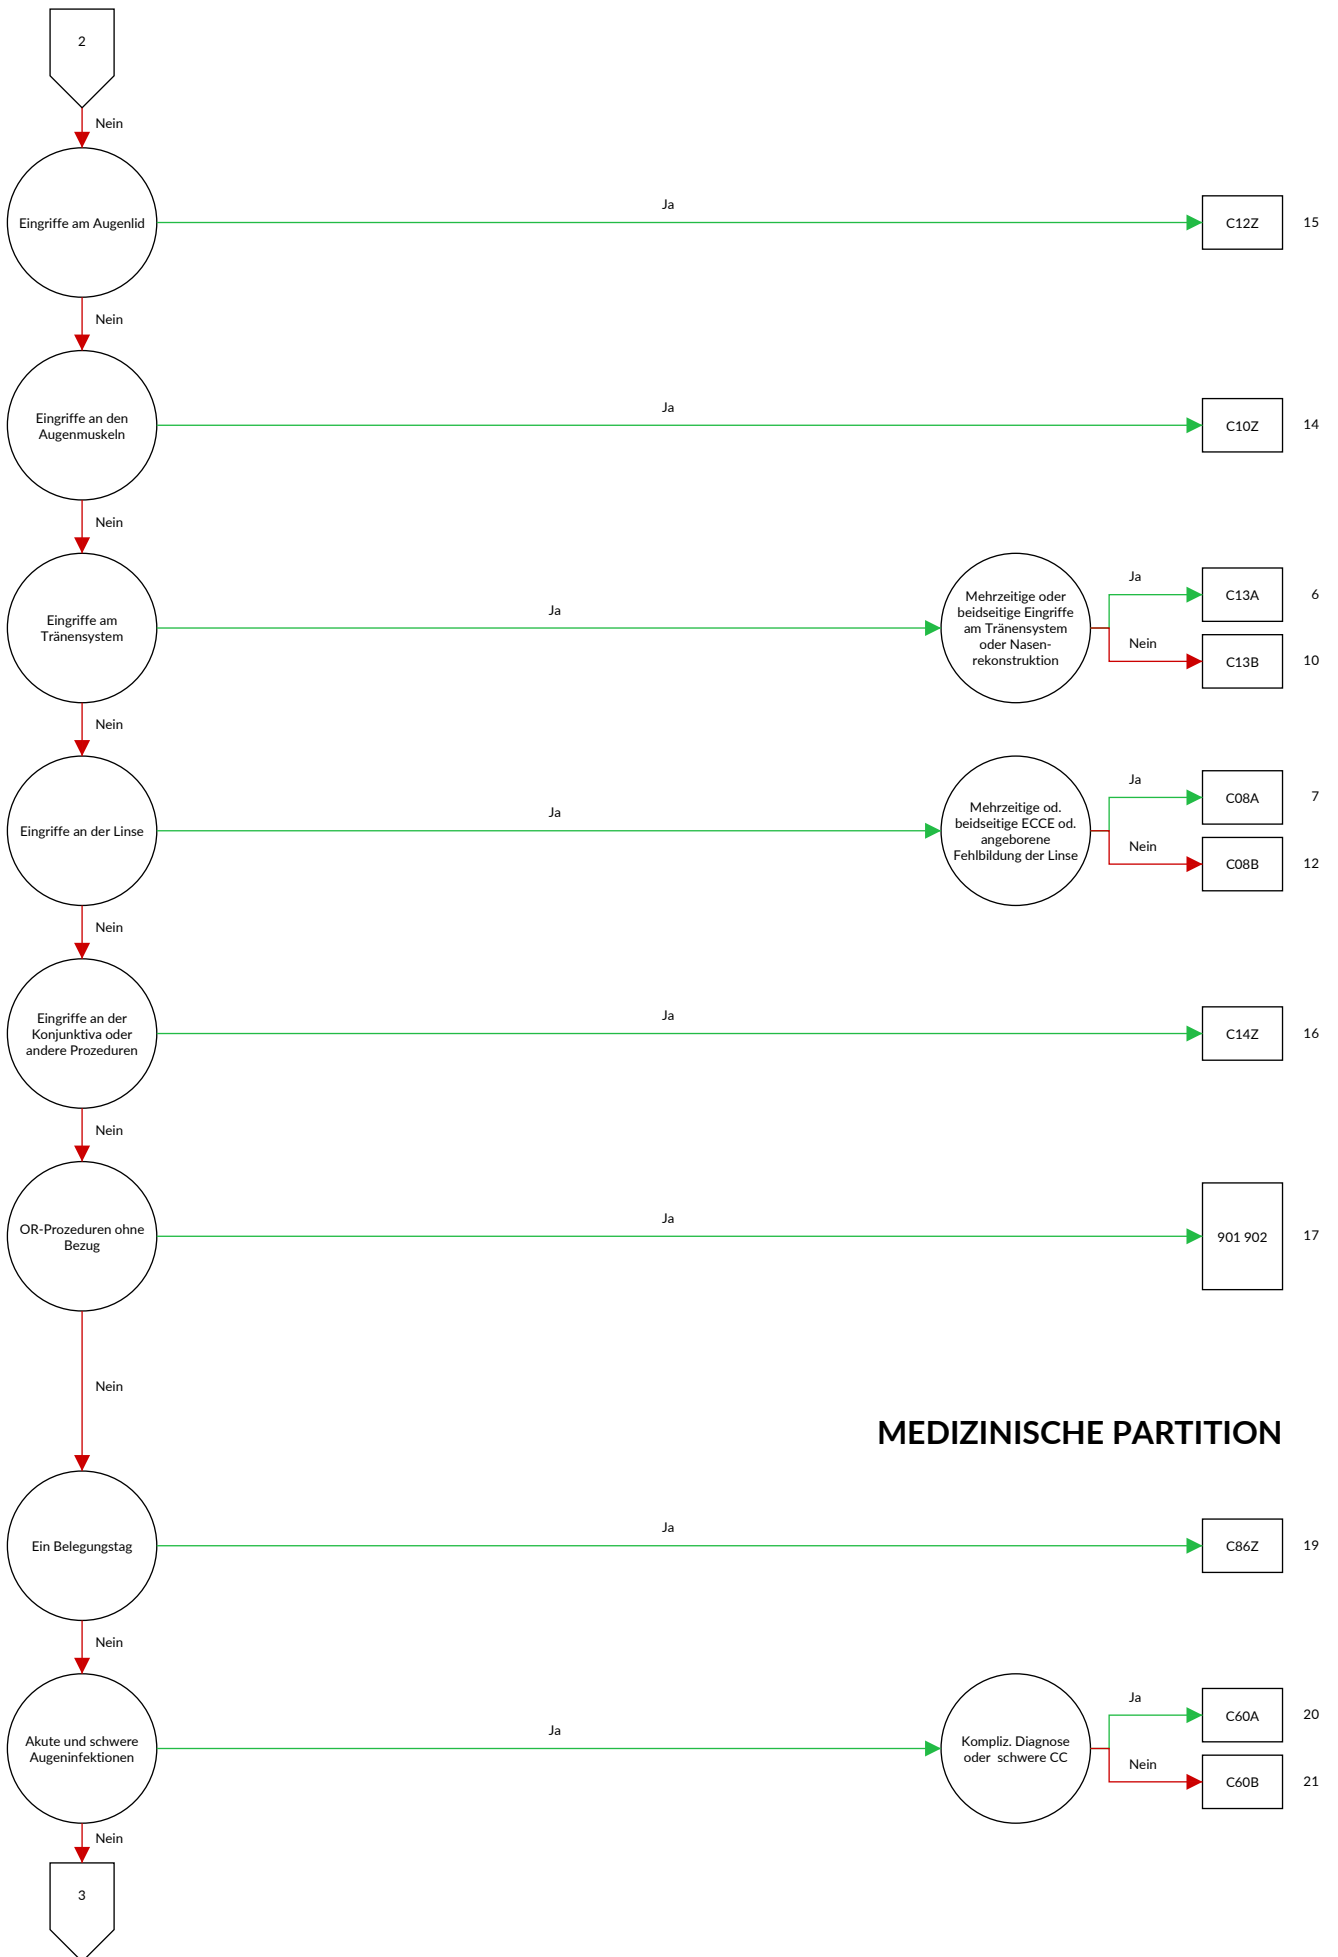 2
Nein
Eingriffe am Augenlid
Ja
C12Z
15
Nein
Eingriffe an den
Augenmuskeln
Ja
C10Z
14
Nein
Eingriffe am
Tränensystem
Ja
Mehrzeitige oder
beidseitige Eingriffe
am Tränensystem
oder Nasen-
rekonstruktion
Ja
C13A
6
Nein
C13B
10
Nein
Eingriffe an der Linse
Ja
Mehrzeitige od.
beidseitige ECCE od.
angeborene
Fehlbildung der Linse
Ja
C08A
7
Nein
C08B
12
Nein
Eingriffe an der
Konjunktiva oder
andere Prozeduren
Ja
C14Z
16
Nein
OR-Prozeduren ohne
Bezug
Ja
901 902
17
Nein
MEDIZINISCHE PARTITION
Ein Belegungstag
Ja
C86Z
19
Nein
Akute und schwere
Augeninfektionen
Ja
Kompliz. Diagnose
oder schwere CC
Ja
C60A
20
Nein
C60B
21
Nein
3